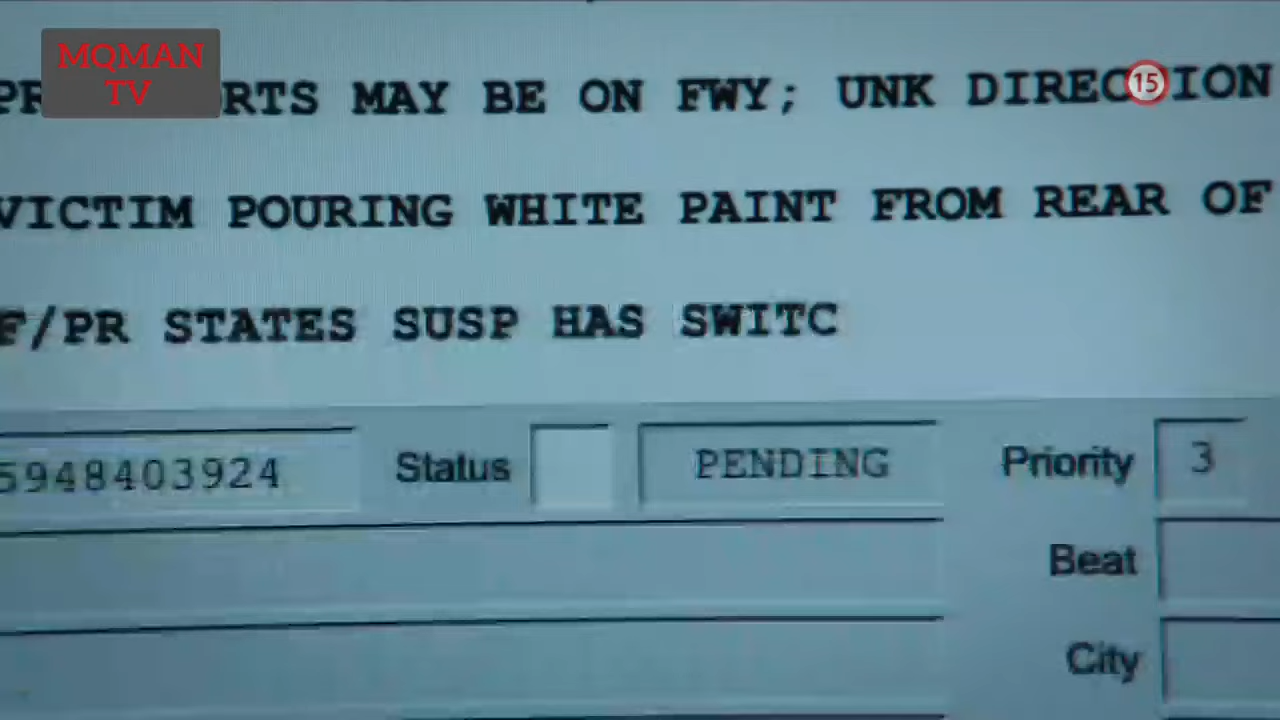 MQMAN
TV
15
PR RTS MAY BE ON FWY; UNK DIRECTION
VICTIM POURING WHITE PAINT FROM REAR OF
F/PR STATES SUSP HAS SWITC
5948403924 Status PENDING Priority 3
Beat
City